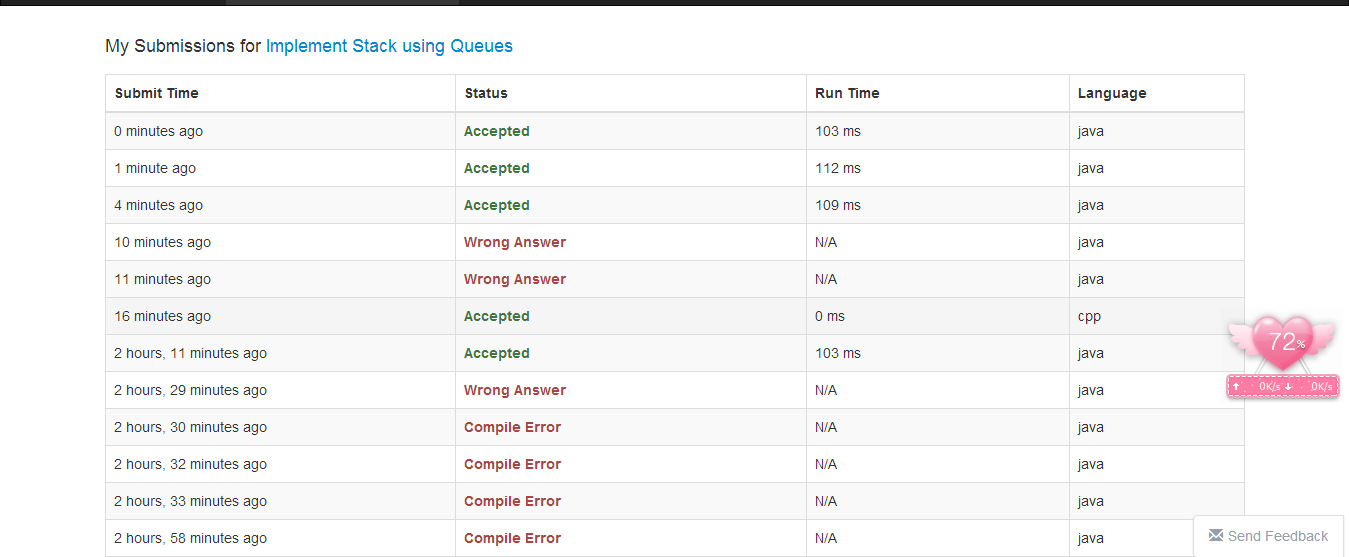 My Submissions for Implement Stack using Queues
Submit Time Status Run Time Language
0 minutes ago Accepted 103 ms java
1 minute ago Accepted 112 ms java
4 minutes ago Accepted 109 ms java
10 minutes ago Wrong Answer N/A java
11 minutes ago Wrong Answer N/A java
16 minutes ago Accepted 0 ms cpp
2 hours, 11 minutes ago Accepted 103 ms java
72%
0K/s 0K/s
2 hours, 29 minutes ago Wrong Answer N/A java
2 hours, 30 minutes ago Compile Error N/A java
2 hours, 32 minutes ago Compile Error N/A java
2 hours, 33 minutes ago Compile Error N/A java
2 hours, 58 minutes ago Compile Error N/A java
Send Feedback